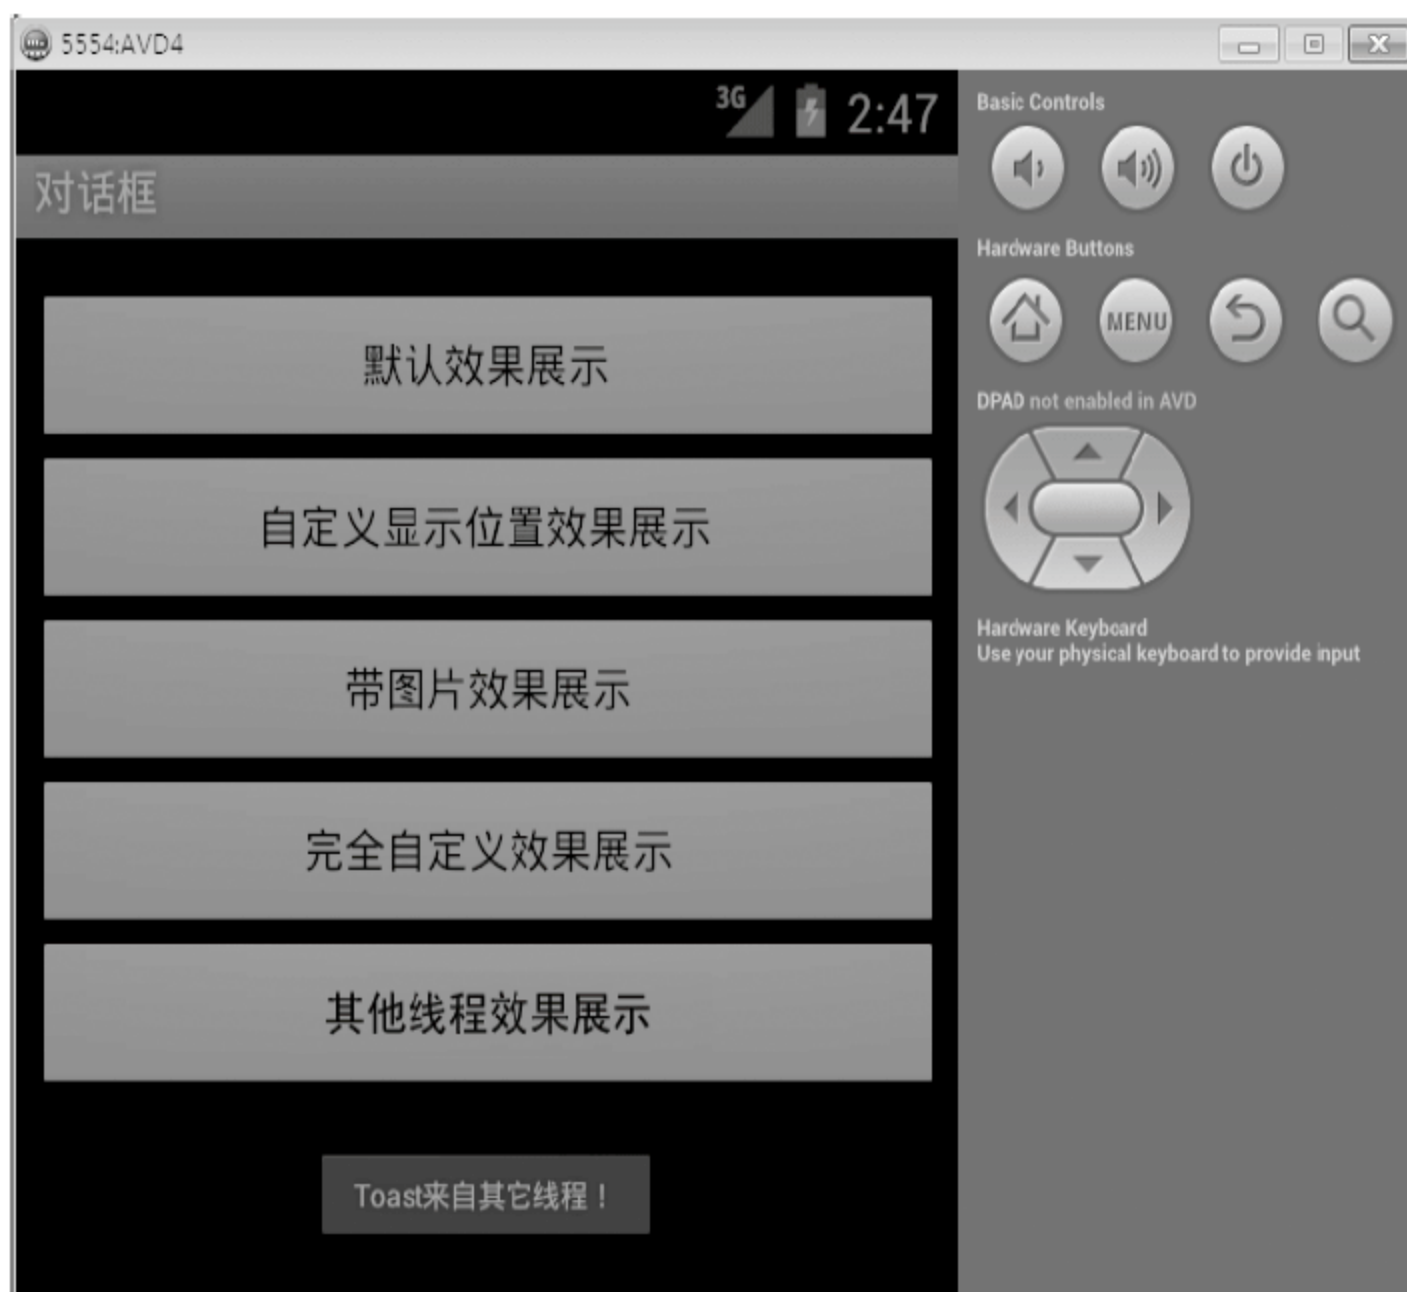 5554:AVD4
3G 2:47
对话框
默认效果展示
自定义显示位置效果展示
带图片效果展示
完全自定义效果展示
其他线程效果展示
Toast来自其它线程！
Basic Controls
Hardware Buttons
MENU
DPAD not enabled in AVD
Hardware Keyboard
Use your physical keyboard to provide input